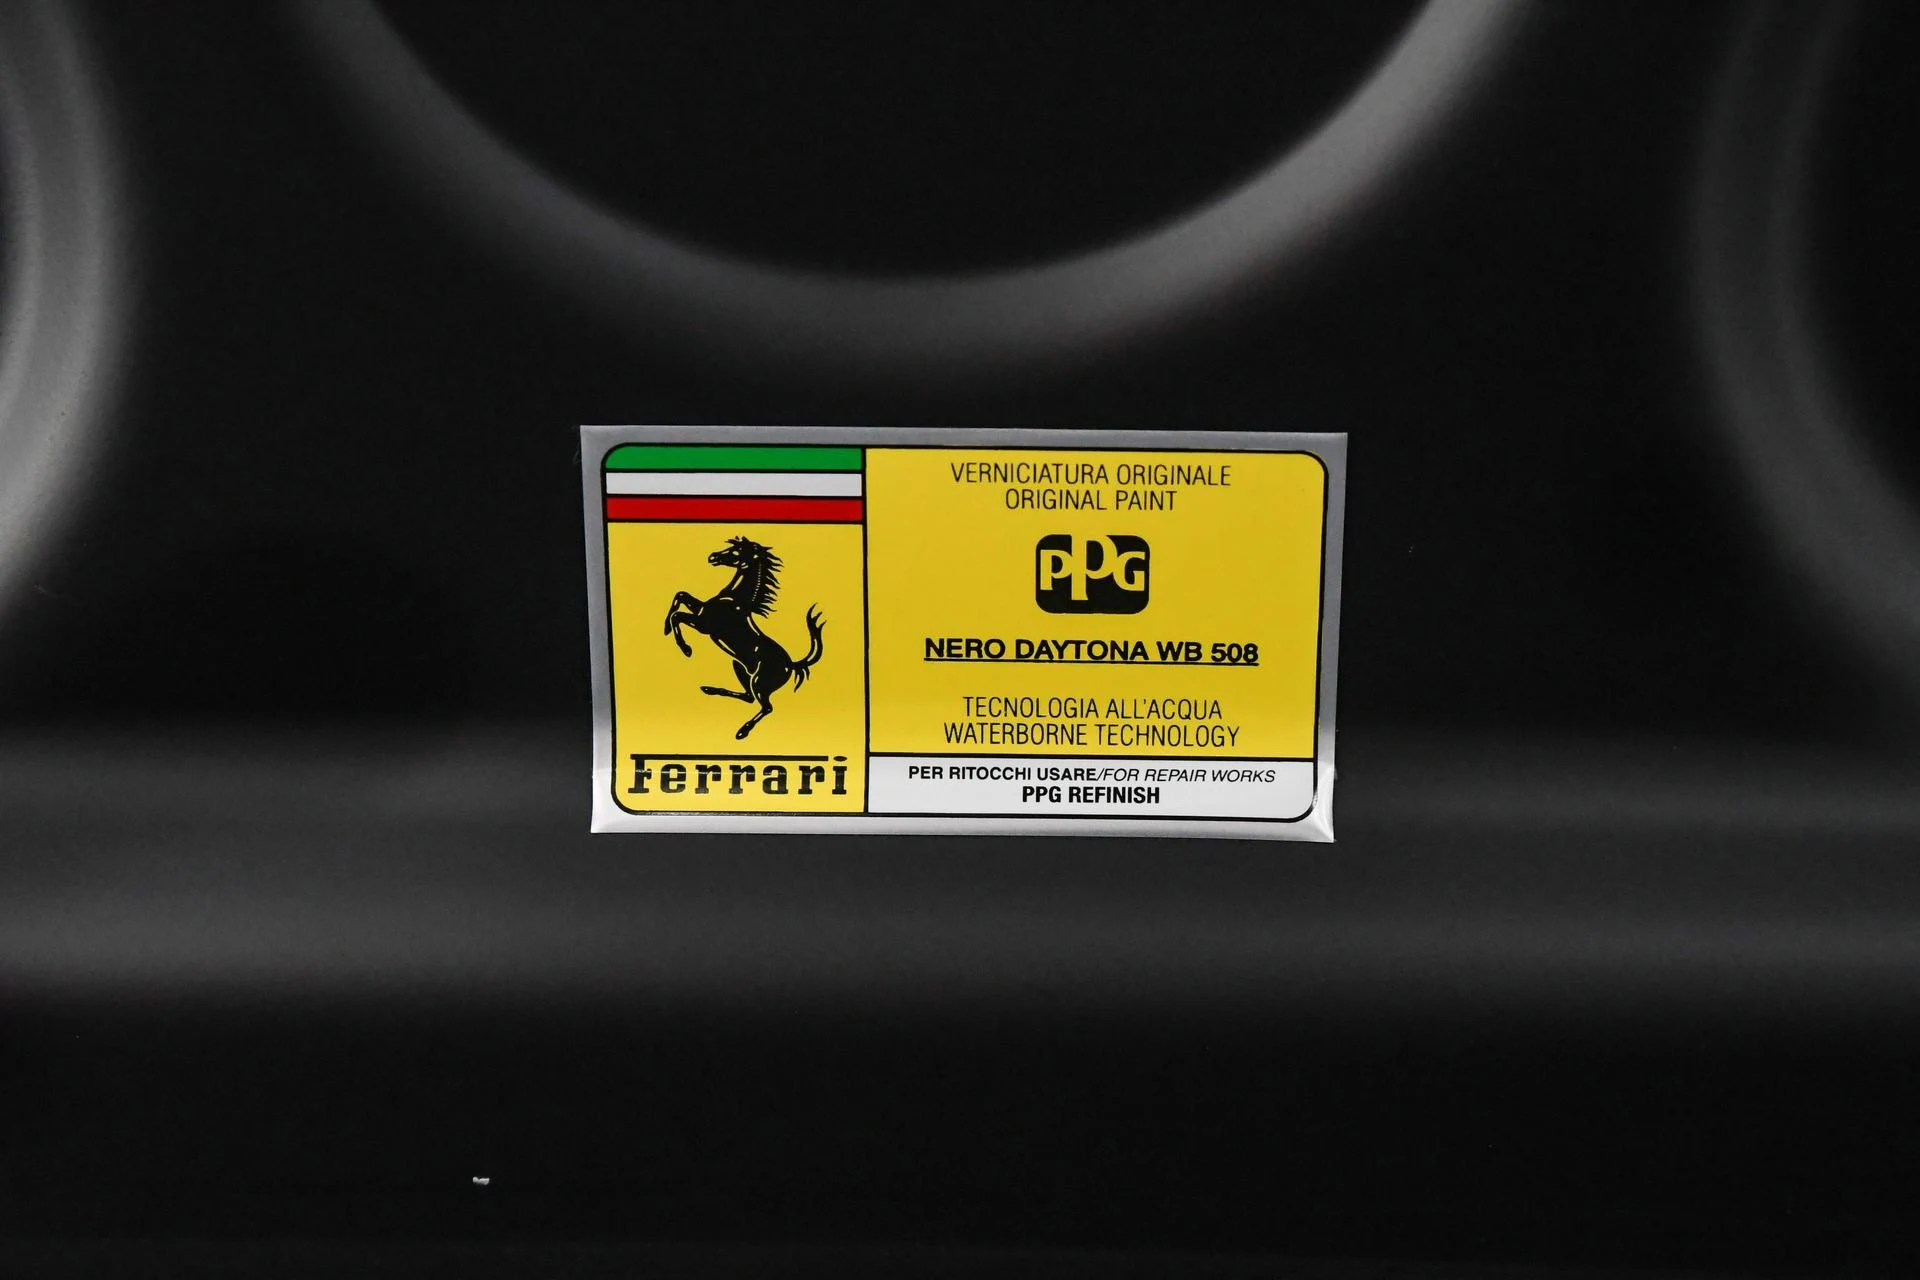 Ferrari
VERNICIATURA ORIGINALE
ORIGINAL PAINT
PPG
NERO DAYTONA WB 508
TECNOLOGIA ALL'ACQUA
WATERBORNE TECHNOLOGY
PER RITOCCHI USARE/FOR REPAIR WORKS
PPG REFINISH